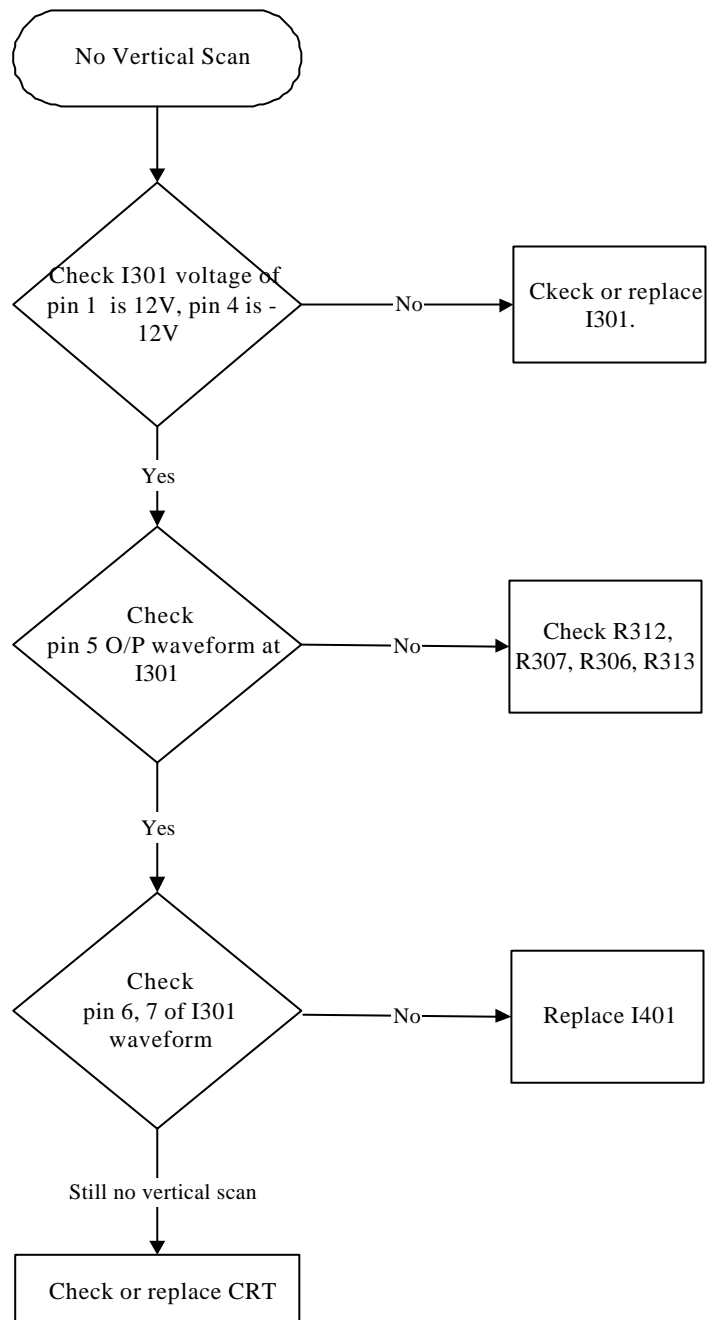 No Vertical Scan
Check I301 voltage of
pin 1 is 12V, pin 4 is -
12V
No
Ckeck or replace
I301.
Yes
Check
pin 5 O/P waveform at
I301
No
Check R312,
R307, R306, R313
Yes
Check
pin 6, 7 of I301
waveform
No
Replace I401
Still no vertical scan
Check or replace CRT